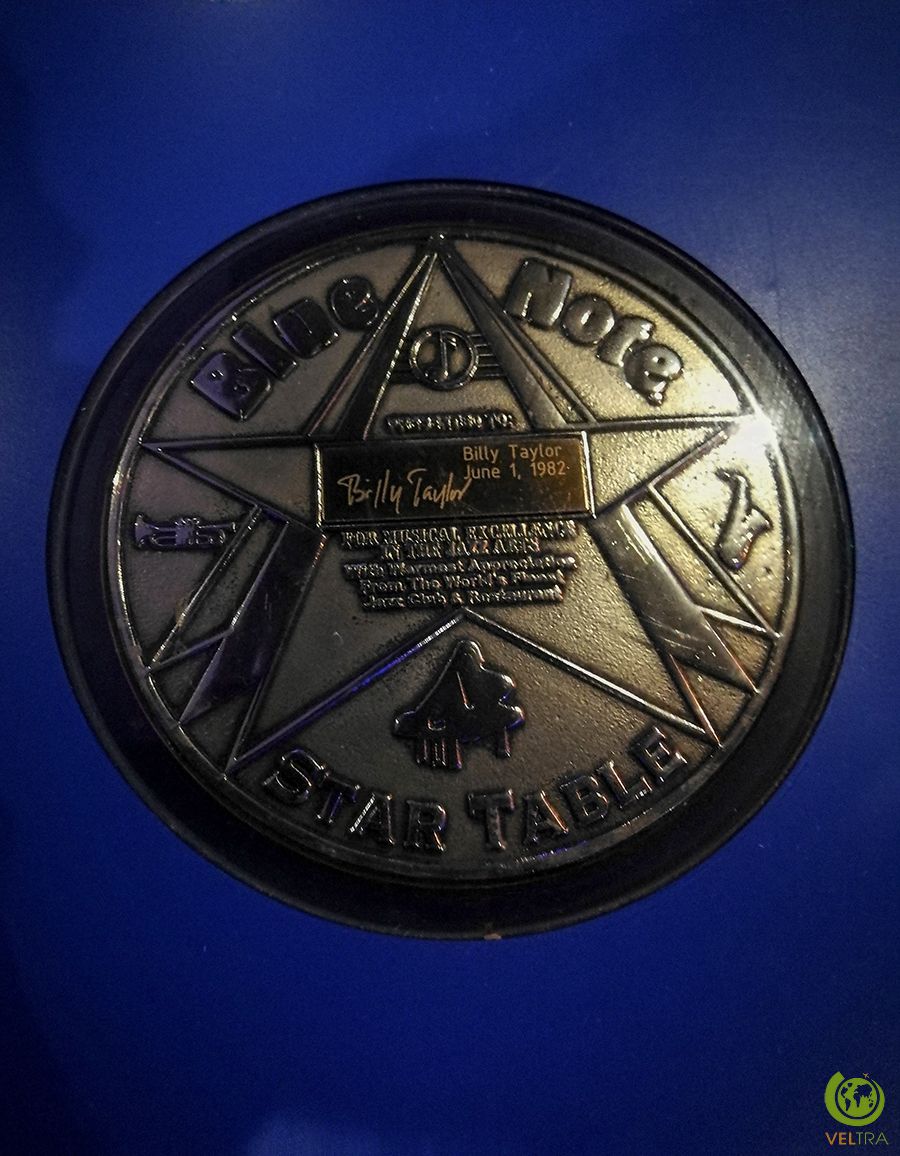 Blue Note
PRESENTED TO:
Billy Taylor
June 1, 1982
Billy Taylor
FOR MUSICAL EXCELLENCE
IN THE JAZZ ARTS
With Warmest Appreciation
From The World's Finest
Jazz Club & Restaurant
STAR TABLE
VELTRA